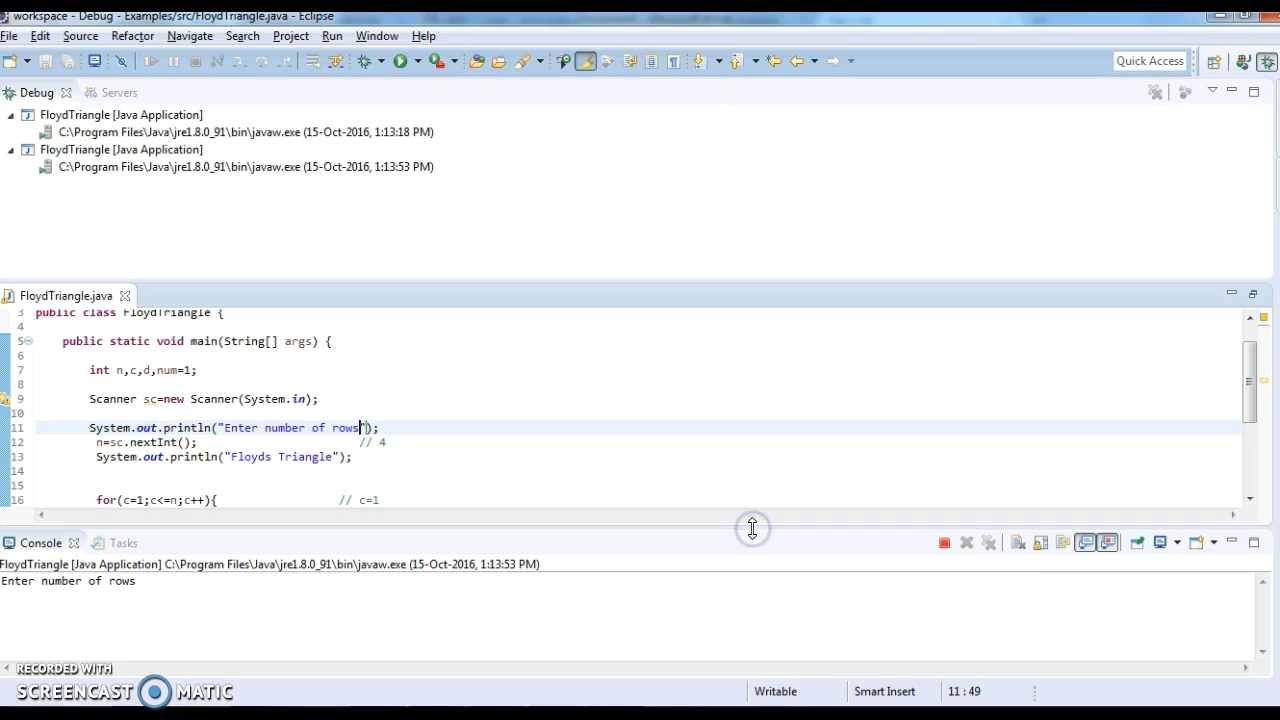 workspace - Debug - Examples/src/FloydTriangle.java - Eclipse
File Edit Source Refactor Navigate Search Project Run Window Help
Quick Access
Debug Servers
FloydTriangle [Java Application]
C:\Program Files\Java\jre1.8.0_91\bin\javaw.exe (15-Oct-2016, 1:13:18 PM)
FloydTriangle [Java Application]
C:\Program Files\Java\jre1.8.0_91\bin\javaw.exe (15-Oct-2016, 1:13:53 PM)
FloydTriangle.java
3 public class FloydTriangle {
4
5 public static void main(String[] args) {
6
7 int n,c,d,num=1;
8
9 Scanner sc=new Scanner(System.in);
10
11 System.out.println("Enter number of rows");
12 n=sc.nextInt(); // 4
13 System.out.println("Floyds Triangle");
14
15
16 for(c=1;c<=n;c++){ // c=1
Console Tasks
FloydTriangle [Java Application] C:\Program Files\Java\jre1.8.0_91\bin\javaw.exe (15-Oct-2016, 1:13:53 PM)
Enter number of rows
RECORDED WITH
SCREENCAST MATIC
Writable Smart Insert 11 : 49